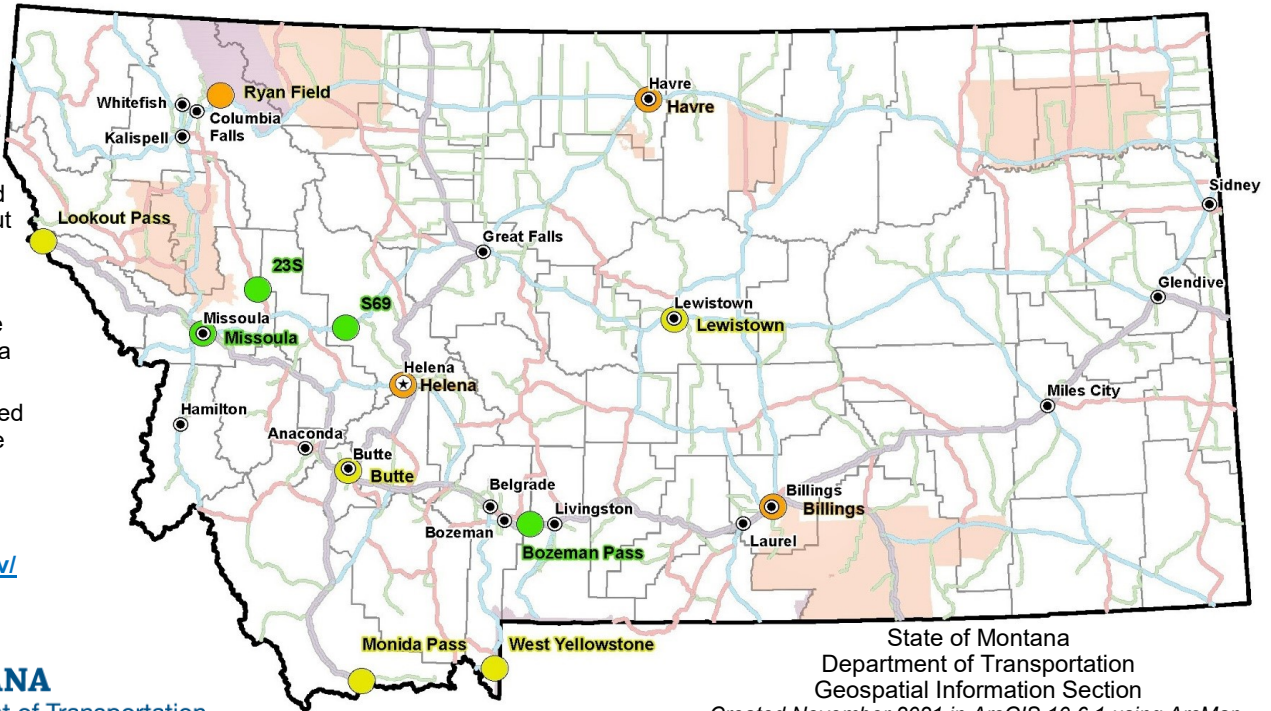 Havre
Ryan Field
Whitefish
Havre
Columbia
Falls
Kalispell
Sidney
Lookout Pass
Great Falls
23S
Glendive
S69
Lewistown
Lewistown
Missoula
Missoula
Helena
Helena
Miles City
Hamilton
Anaconda
Butte
Butte
Belgrade
Billings
Billings
Livingston
Bozeman
Laurel
Bozeman Pass
Monida Pass
West Yellowstone
State of Montana
Department of Transportation
Geospatial Information Section